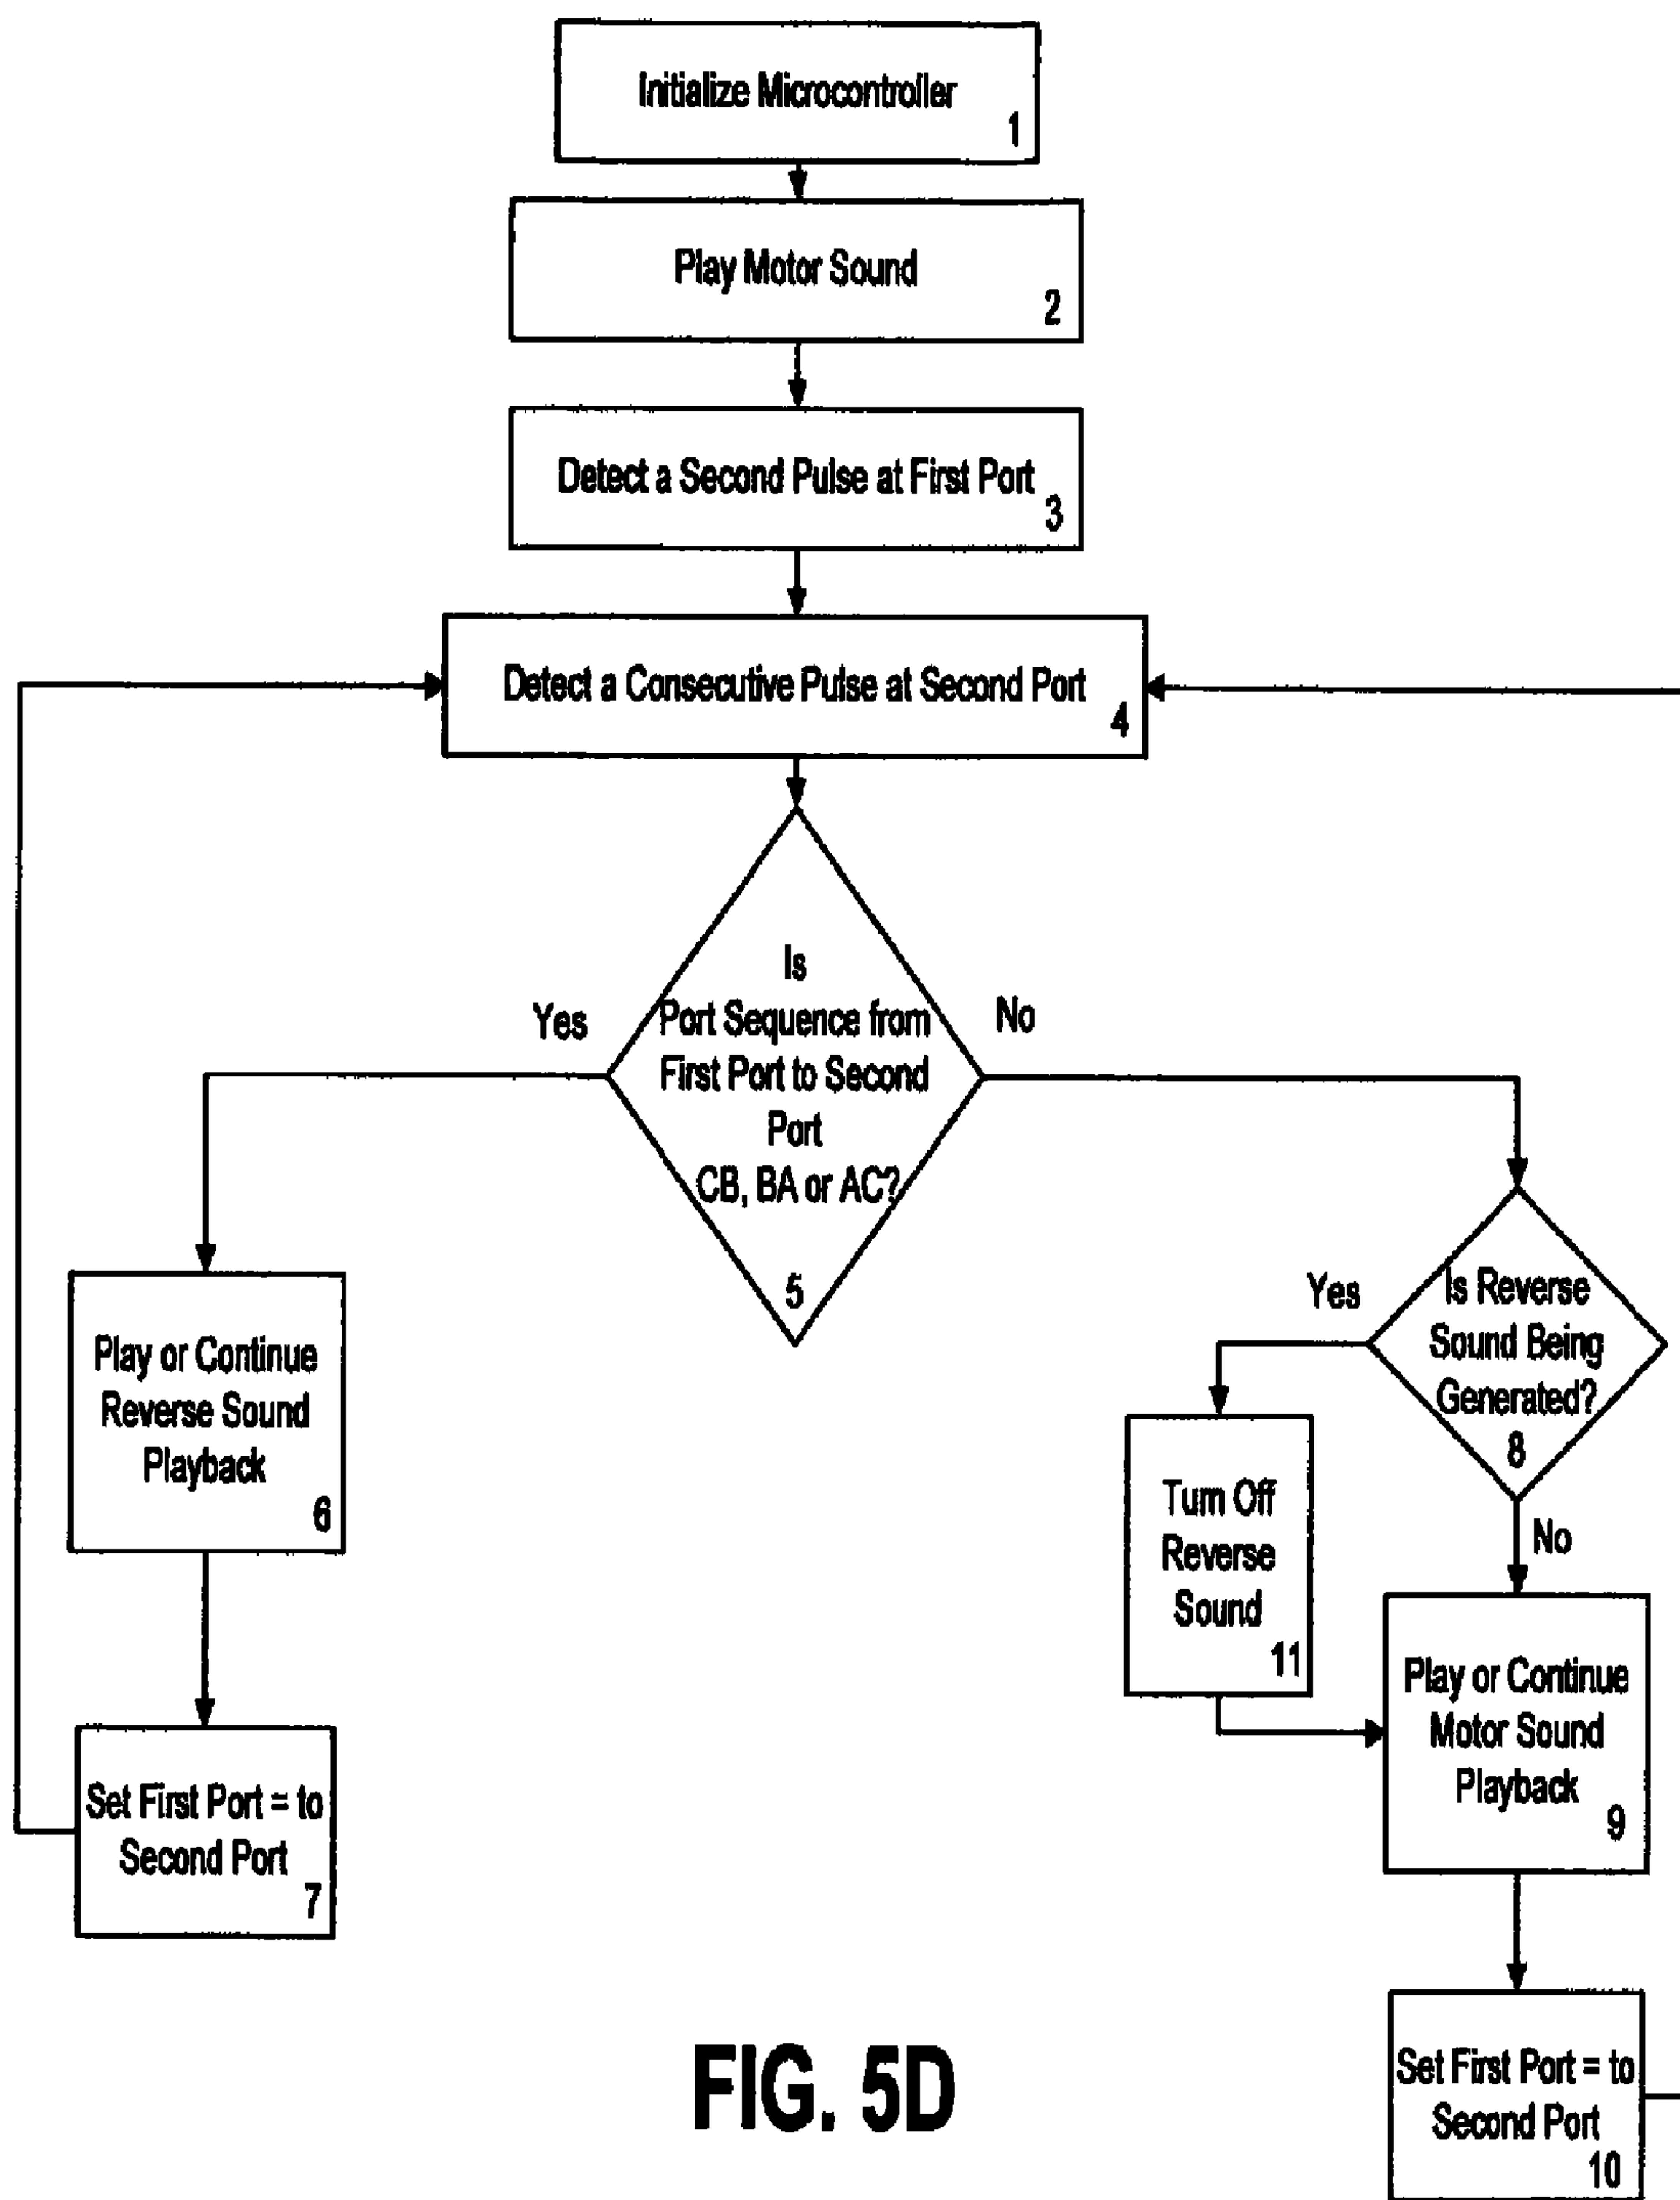 Initialize Microcontroller
1
Play Motor Sound
2
Detect a Second Pulse at First Port
3
Detect a Consecutive Pulse at Second Port
4
Is
Port Sequence from
First Port to Second
Port
CB, BA or AC?
5
Yes
No
Play or Continue
Reverse Sound
Playback
6
Set First Port = to
Second Port
7
Is Reverse
Sound Being
Generated?
8
Yes
No
Turn Off
Reverse
Sound
11
Play or Continue
Motor Sound
Playback
9
Set First Port = to
Second Port
10
FIG. 5D